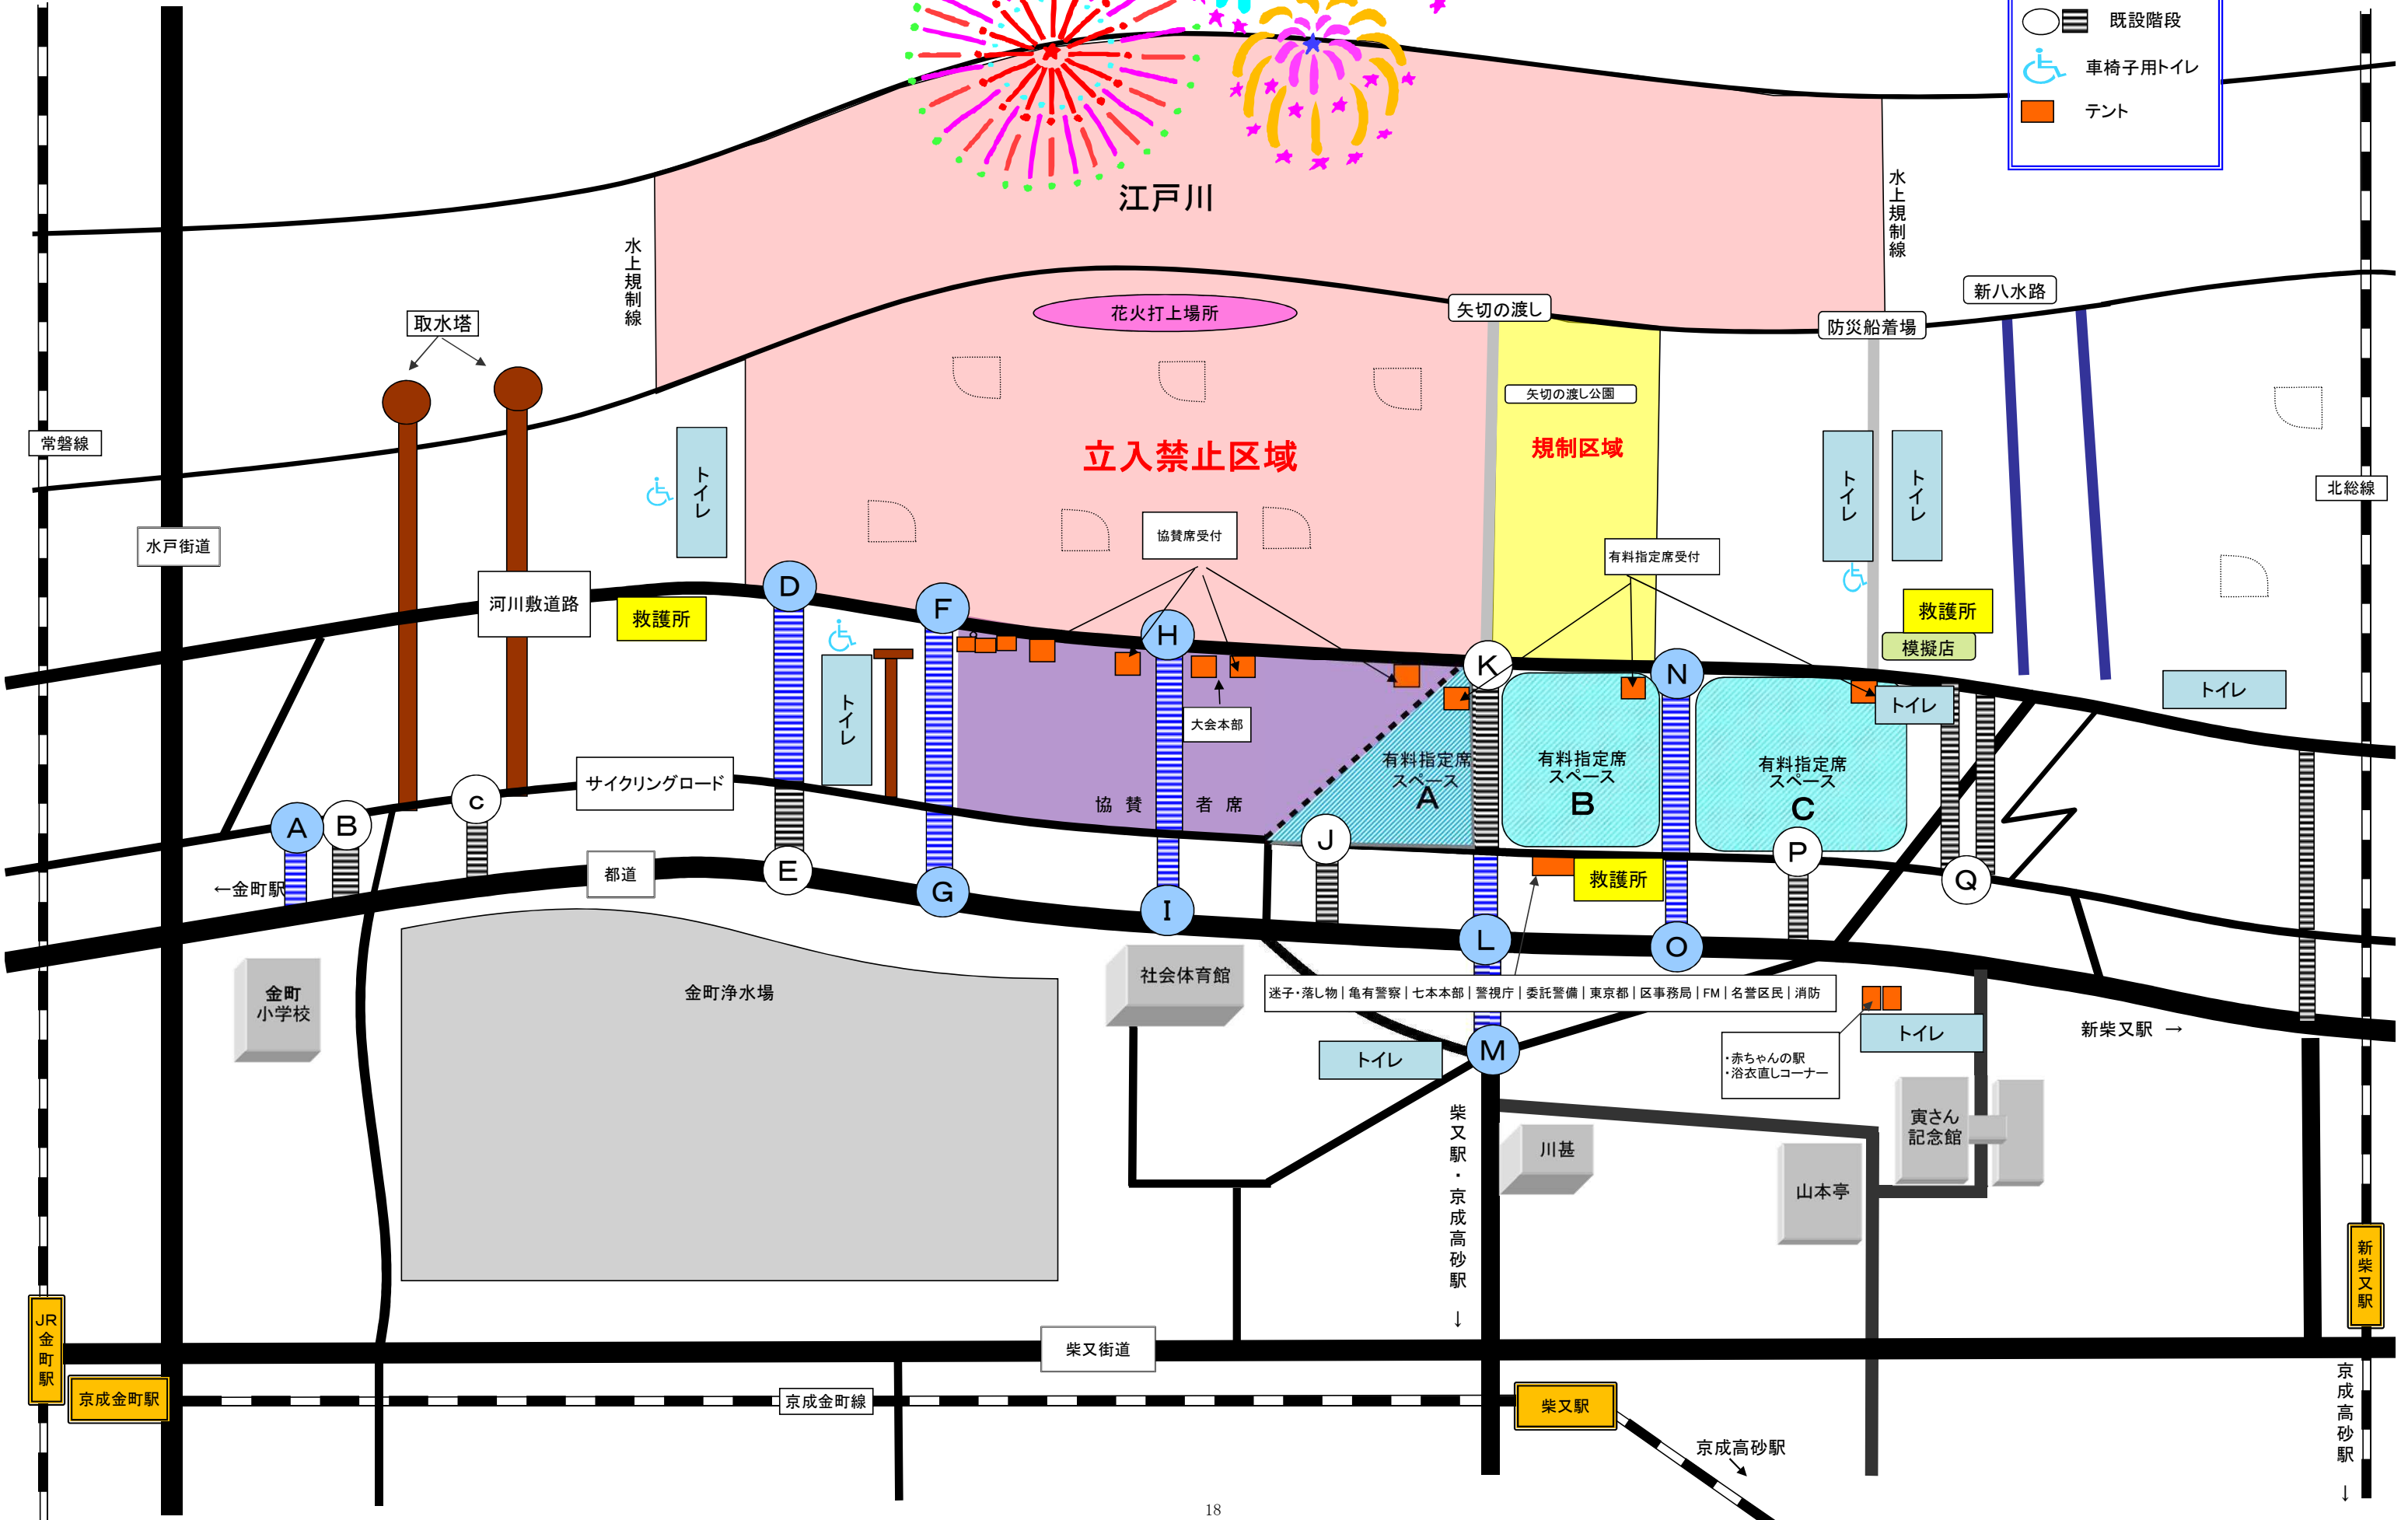 既設階段
車椅子用トイレ
テント
江戸川
水上規制線
水上規制線
花火打上場所
矢切の渡し
防災船着場
新八水路
取水塔
矢切の渡し公園
立入禁止区域
規制区域
常磐線
北総線
水戸街道
トイレ
トイレ
トイレ
協賛席受付
有料指定席受付
河川敷道路
救護所
救護所
模擬店
D
F
H
K
N
トイレ
トイレ
トイレ
大会本部
サイクリングロード
協賛者席
有料指定席
スペース
A
有料指定席
スペース
B
有料指定席
スペース
C
A
B
c
J
P
Q
←金町駅
都道
E
G
I
L
O
救護所
金町
小学校
金町浄水場
社会体育館
迷子・落し物|亀有警察|七本本部|警視庁|委託警備|東京都|区事務局|FM|名誉区民|消防
トイレ
M
トイレ
・赤ちゃんの駅
・浴衣直しコーナー
新柴又駅 →
柴又駅・京成高砂駅 ↓
川甚
山本亭
寅さん
記念館
新柴又駅
JR金町駅
京成金町駅
柴又街道
京成金町線
柴又駅
京成高砂駅
京成高砂駅 ↓
18